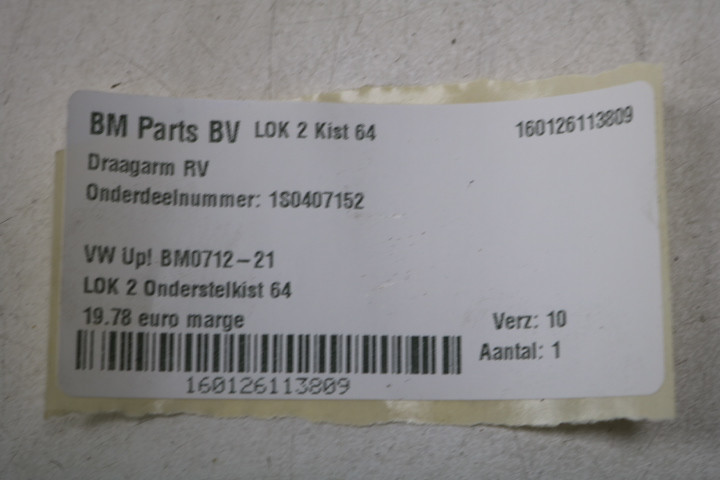 BM Parts BV LOK 2 Kist 64 160126113809
Draagarm RV
Onderdeelnummer: 1S0407152
VW Up! BM0712-21
LOK 2 Onderstelkist 64
19.78 euro marge Verz: 10
Aantal: 1
160126113809